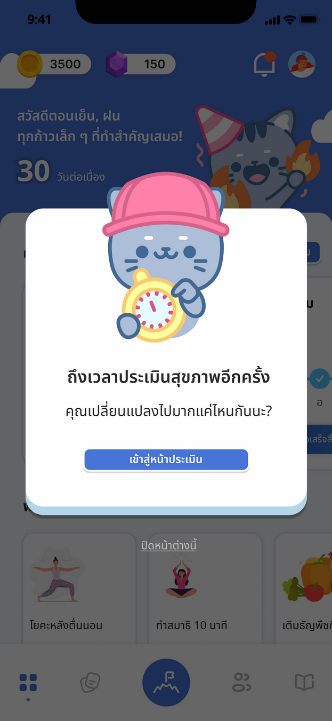 9:41
3500
150
สวัสดีตอนเย็น, ฝน
ทุกก้าวเล็ก ๆ ที่ทำสำคัญเสมอ!
30 วันต่อเนื่อง
ถึงเวลาประเมินสุขภาพอีกครั้ง
คุณเปลี่ยนแปลงไปมากแค่ไหนกันนะ?
เข้าสู่หน้าประเมิน
ปิดหน้าต่างนี้
โยคะหลังตื่นนอน
ทำสมาธิ 10 นาที
เติมธัญพืช